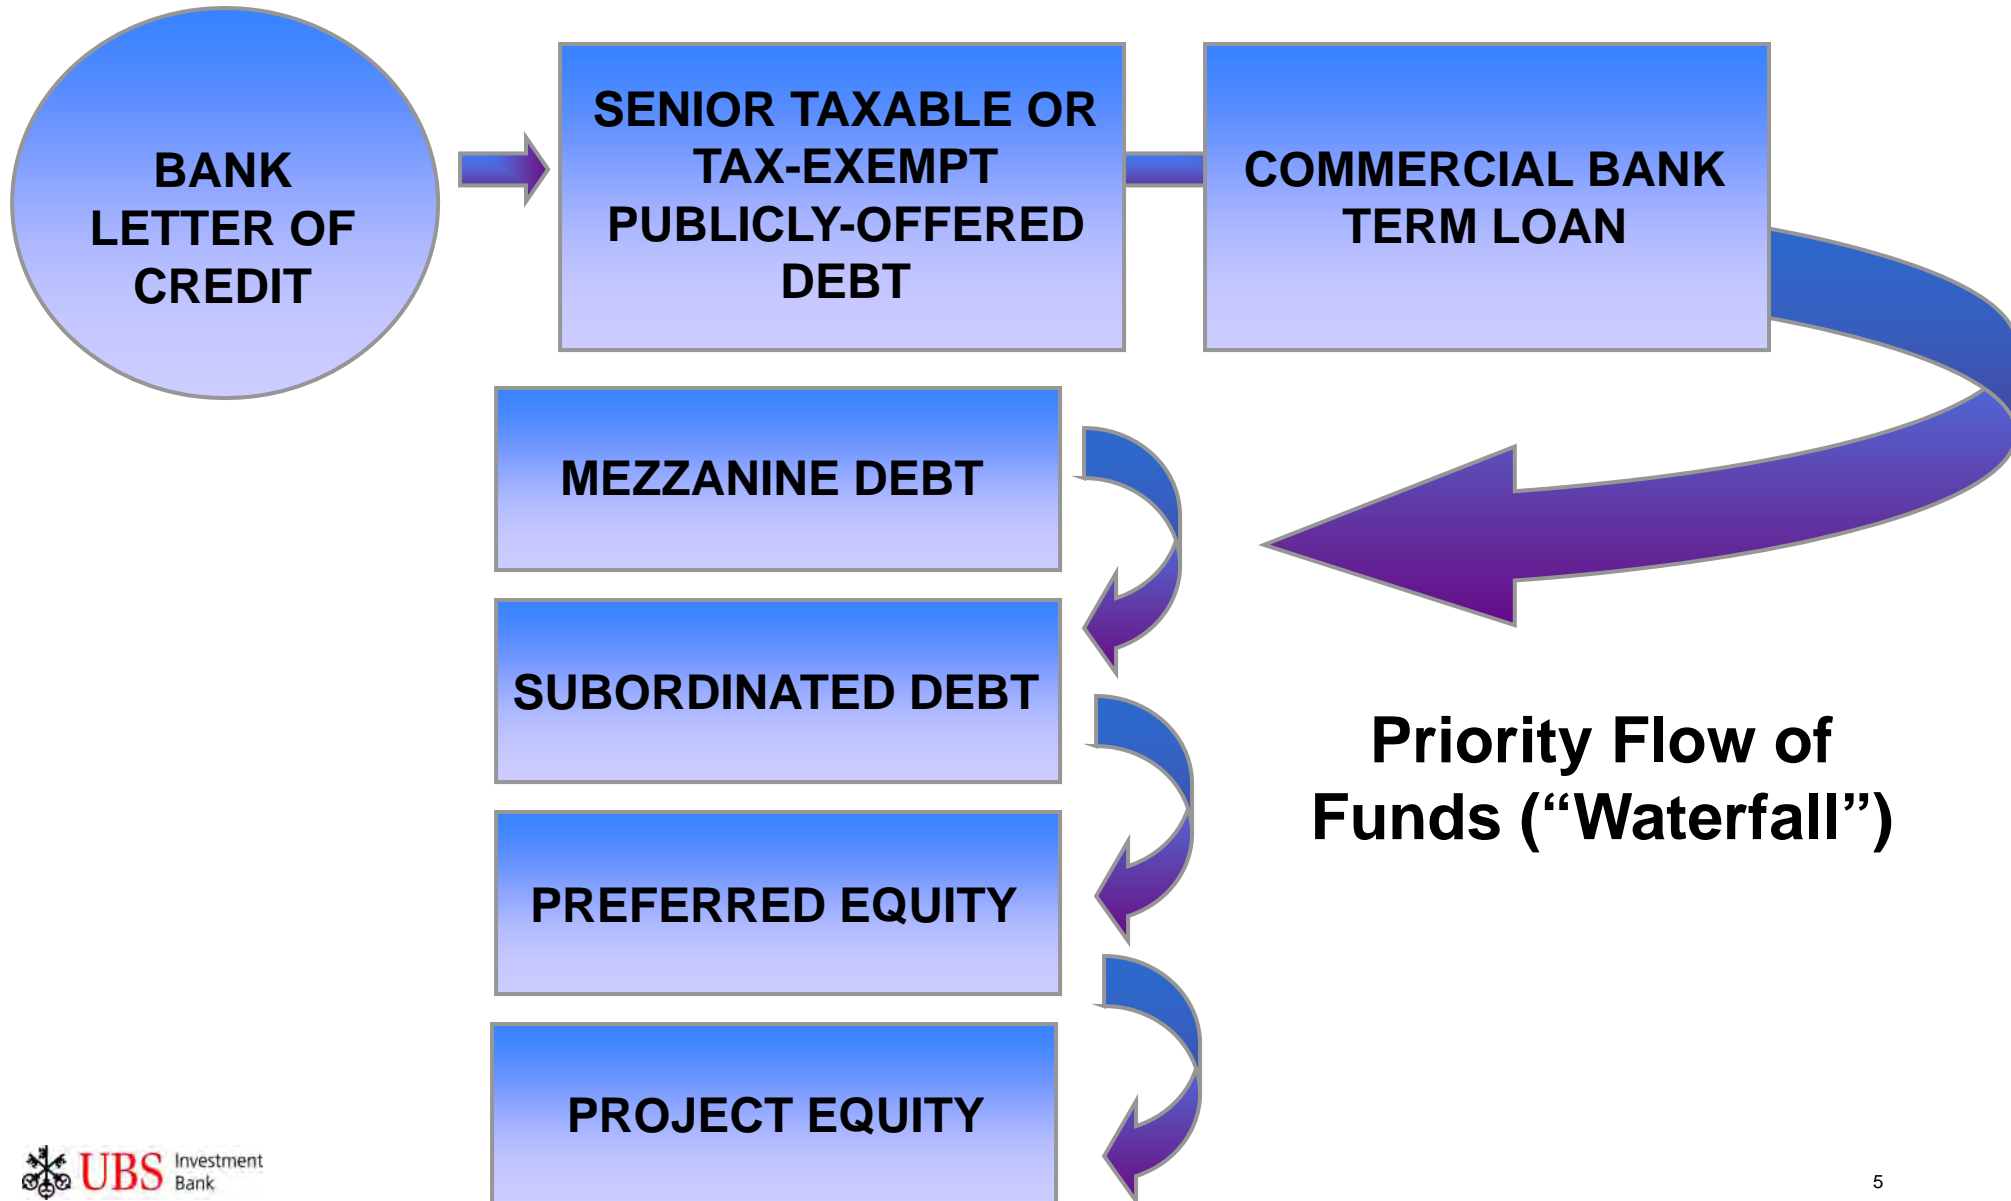 BANK
LETTER OF
CREDIT
SENIOR TAXABLE OR
TAX-EXEMPT
PUBLICLY-OFFERED
DEBT
COMMERCIAL BANK
TERM LOAN
MEZZANINE DEBT
SUBORDINATED DEBT
PREFERRED EQUITY
PROJECT EQUITY
Priority Flow of
Funds (“Waterfall”)
UBS Investment
Bank
5